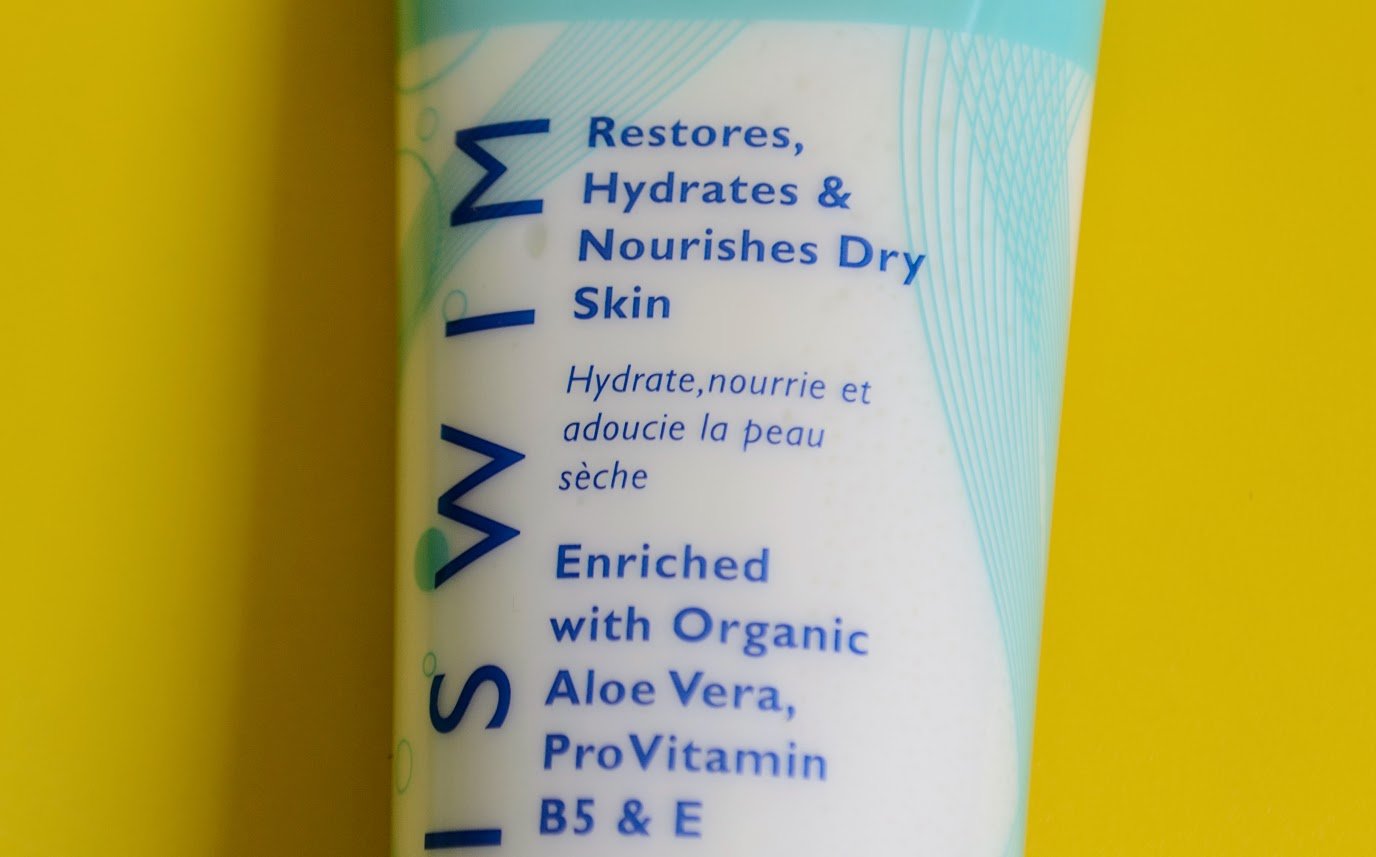 SWIM
Restores,
Hydrates &
Nourishes Dry
Skin
Hydrate,nourrie et
adoucie la peau
sèche
Enriched
with Organic
Aloe Vera,
ProVitamin
B5 & E